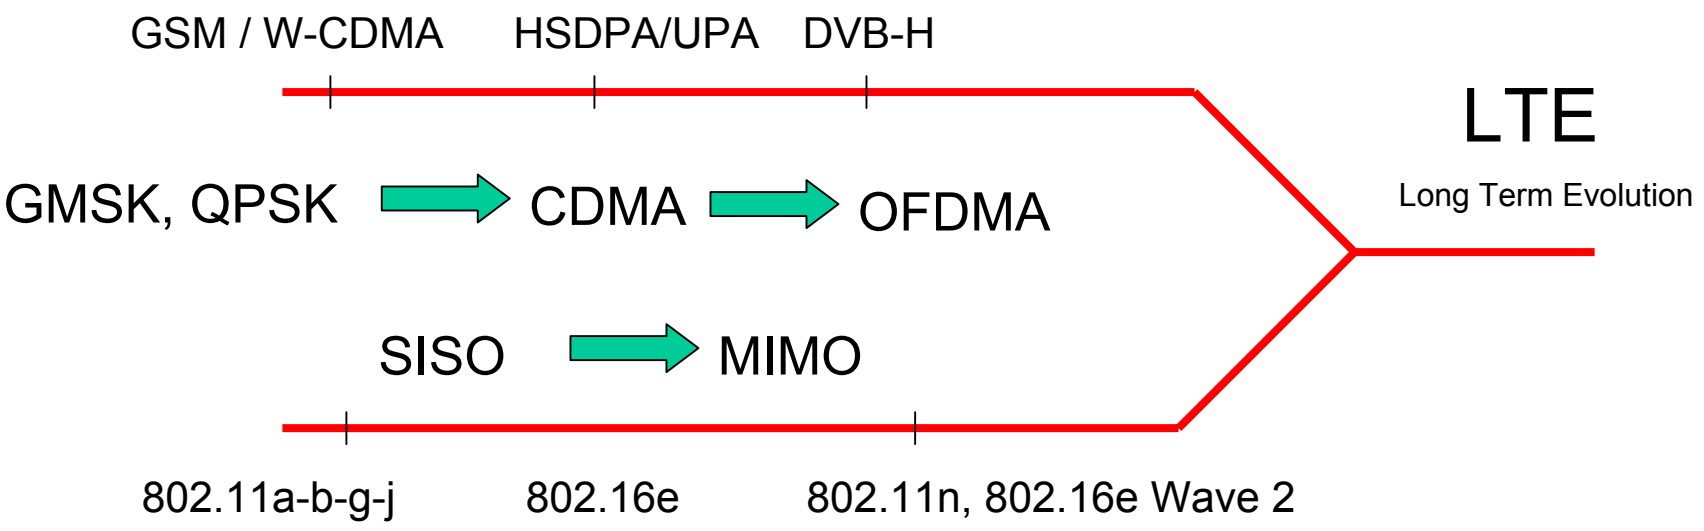 GSM / W-CDMA HSDPA/UPA DVB-H
LTE
Long Term Evolution
GMSK, QPSK CDMA OFDMA
SISO MIMO
802.11a-b-g-j 802.16e 802.11n, 802.16e Wave 2